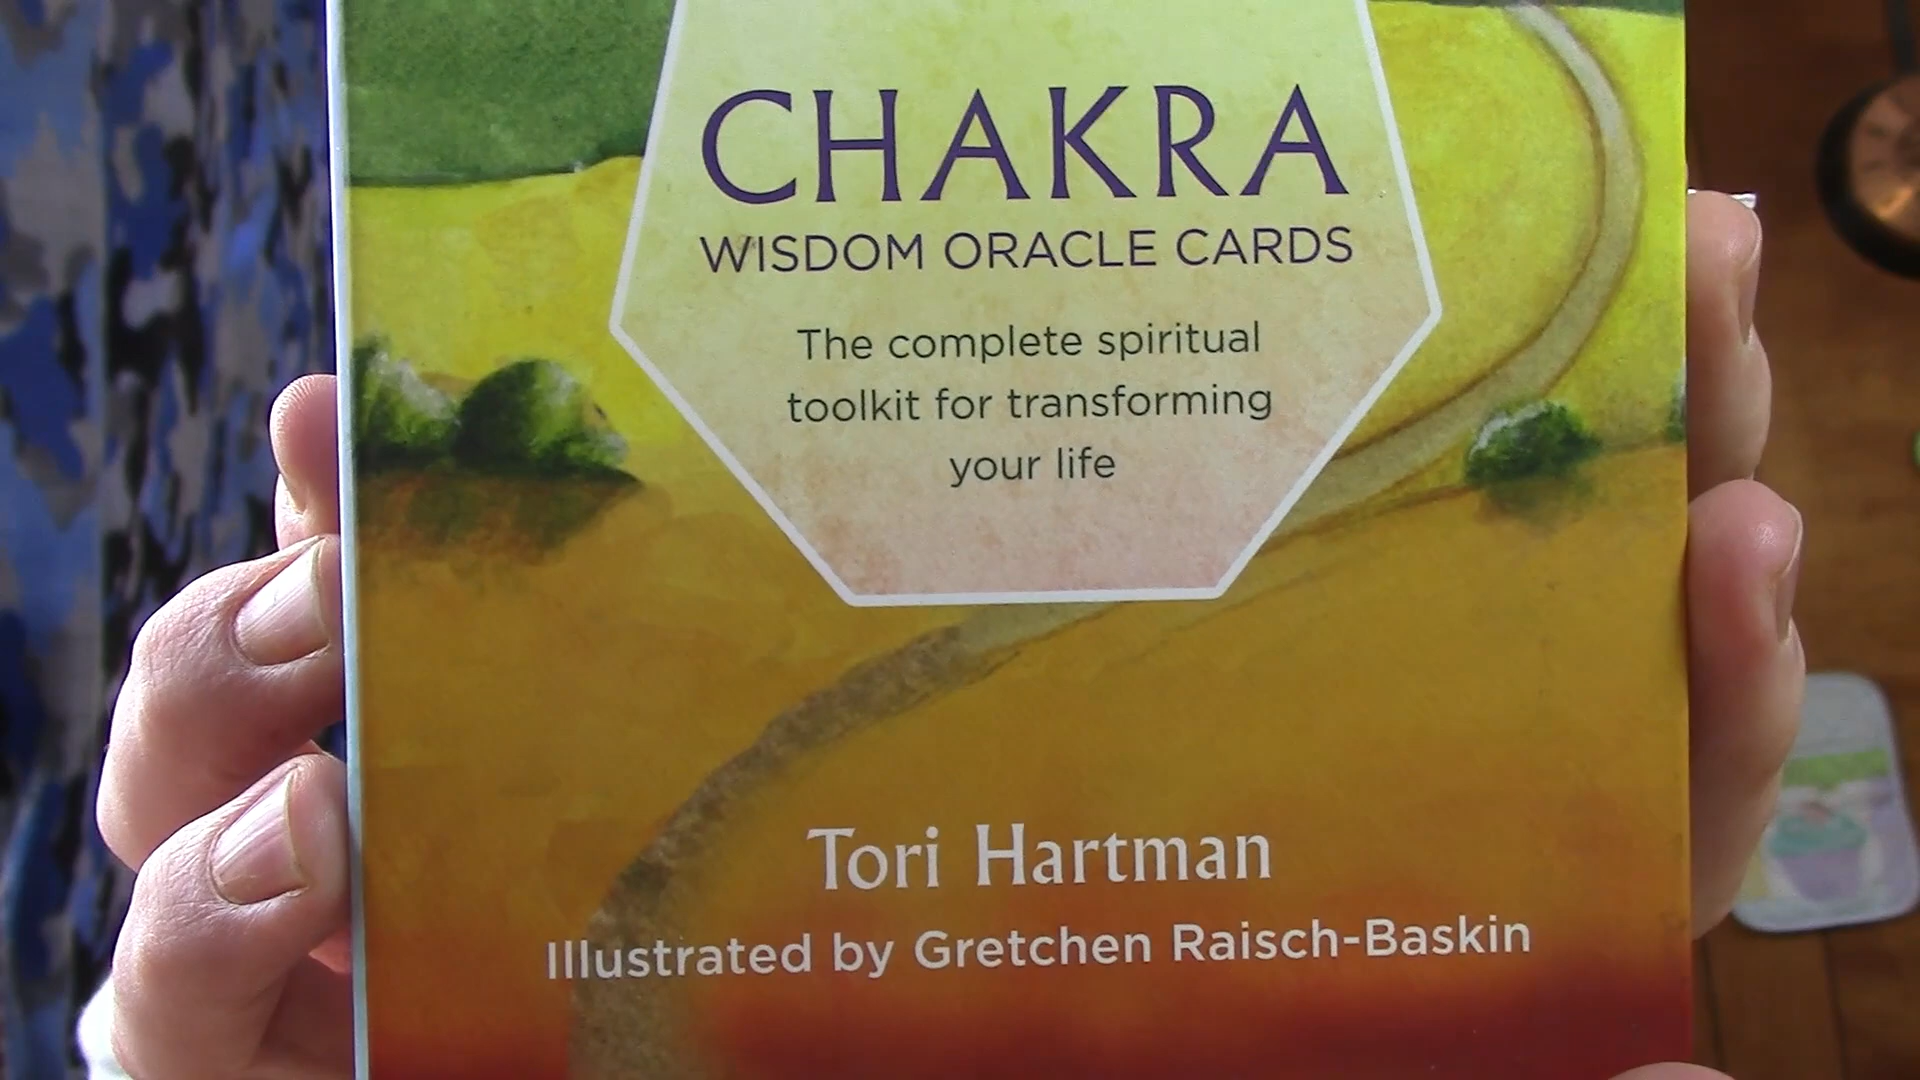 CHAKRA
WISDOM ORACLE CARDS
The complete spiritual
toolkit for transforming
your life
Tori Hartman
Illustrated by Gretchen Raisch-Baskin